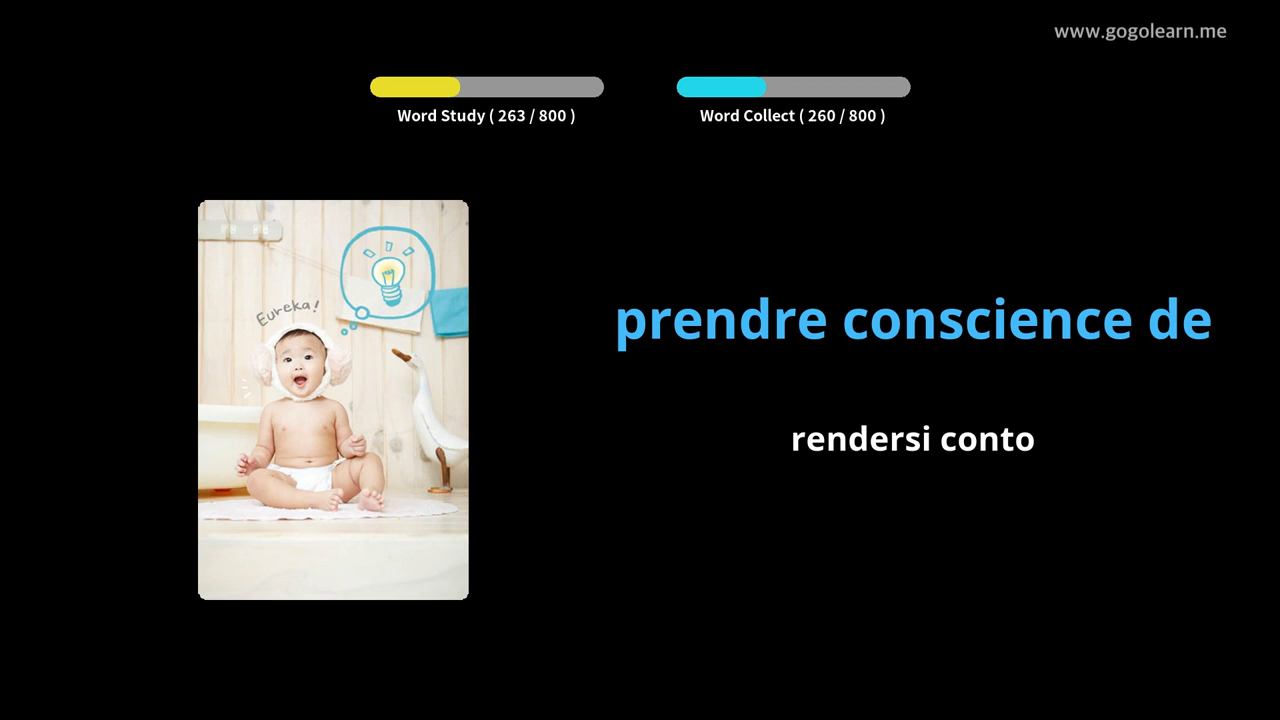 www.gogolearn.me
Word Study ( 263 / 800 )
Word Collect ( 260 / 800 )
Eureka!
prendre conscience de
rendersi conto